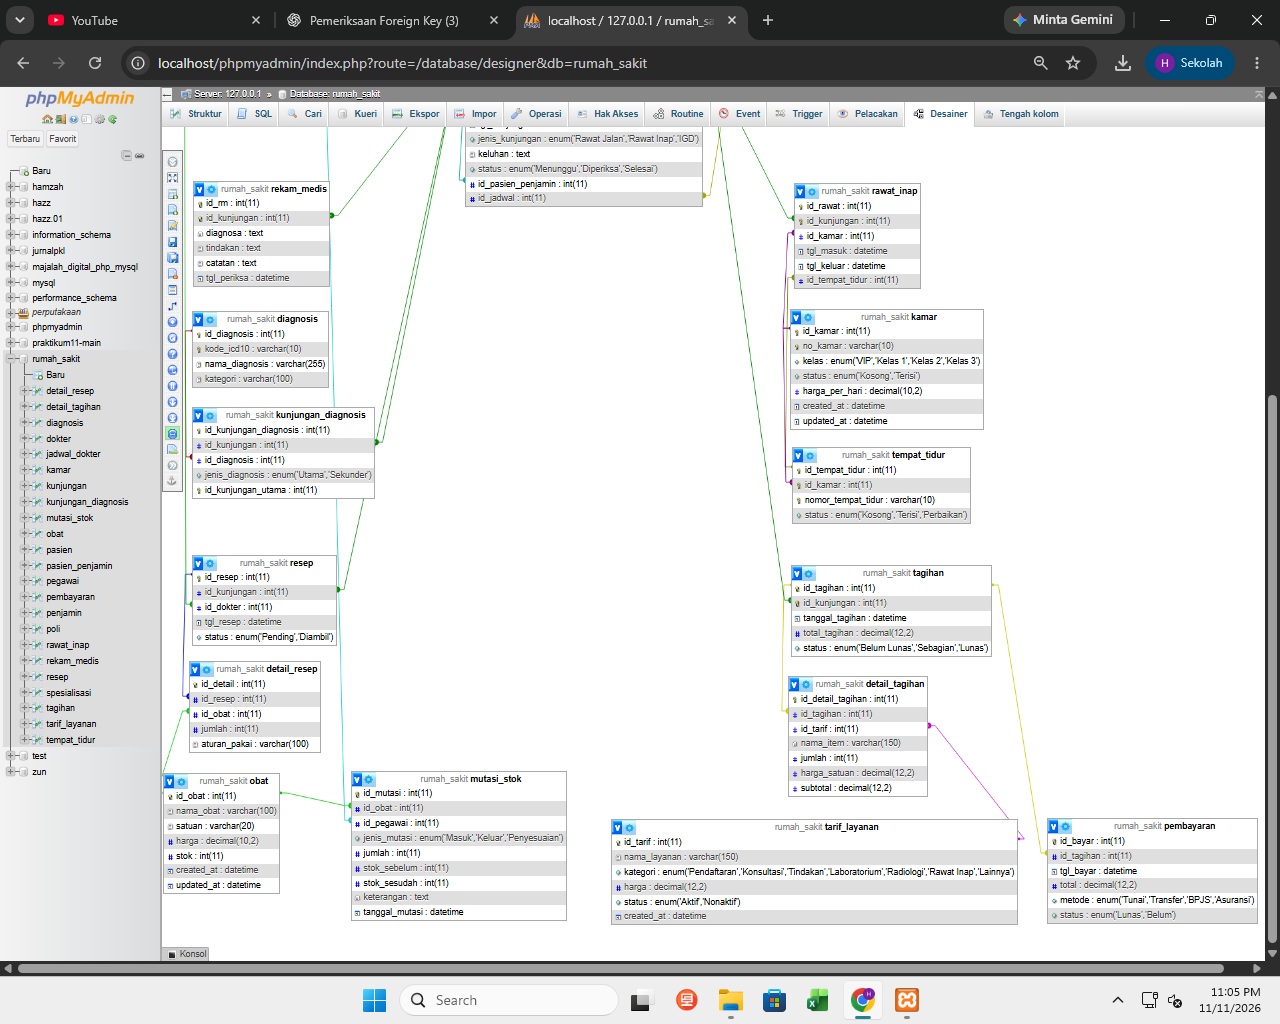 YouTube
Pemeriksaan Foreign Key (3)
localhost / 127.0.0.1 / rumah_sa
Minta Gemini
localhost/phpmyadmin/index.php?route=/database/designer&db=rumah_sakit
H Sekolah
phpMyAdmin
Terbaru Favorit
Baru
hamzah
hazz
hazz.01
information_schema
jurnalpkl
majalah_digital_php_mysql
mysql
performance_schema
perputakaan
phpmyadmin
praktikum11-main
rumah_sakit
Baru
detail_resep
detail_tagihan
diagnosis
dokter
jadwal_dokter
kamar
kunjungan
kunjungan_diagnosis
mutasi_stok
obat
pasien
pasien_penjamin
pegawai
pembayaran
penjamin
poli
rawat_inap
rekam_medis
resep
spesialisasi
tagihan
tarif_layanan
tempat_tidur
test
zun
Server: 127.0.0.1 » Database: rumah_sakit
Struktur SQL Cari Kueri Ekspor Impor Operasi Hak Akses Routine Event Trigger Pelacakan Desainer Tengah kolom
jenis_kunjungan : enum('Rawat Jalan','Rawat Inap','IGD')
keluhan : text
status : enum('Menunggu','Diperiksa','Selesai')
id_pasien_penjamin : int(11)
id_jadwal : int(11)
rumah_sakit rekam_medis
id_rm : int(11)
id_kunjungan : int(11)
diagnosa : text
tindakan : text
catatan : text
tgl_periksa : datetime
rumah_sakit diagnosis
id_diagnosis : int(11)
kode_icd10 : varchar(10)
nama_diagnosis : varchar(255)
kategori : varchar(100)
rumah_sakit kunjungan_diagnosis
id_kunjungan_diagnosis : int(11)
id_kunjungan : int(11)
id_diagnosis : int(11)
jenis_diagnosis : enum('Utama','Sekunder')
id_kunjungan_utama : int(11)
rumah_sakit resep
id_resep : int(11)
id_kunjungan : int(11)
id_dokter : int(11)
tgl_resep : datetime
status : enum('Pending','Diambil')
rumah_sakit detail_resep
id_detail : int(11)
id_resep : int(11)
id_obat : int(11)
jumlah : int(11)
aturan_pakai : varchar(100)
rumah_sakit obat
id_obat : int(11)
nama_obat : varchar(100)
satuan : varchar(20)
harga : decimal(10,2)
stok : int(11)
created_at : datetime
updated_at : datetime
rumah_sakit mutasi_stok
id_mutasi : int(11)
id_obat : int(11)
id_pegawai : int(11)
jenis_mutasi : enum('Masuk','Keluar','Penyesuaian')
jumlah : int(11)
stok_sebelum : int(11)
stok_sesudah : int(11)
keterangan : text
tanggal_mutasi : datetime
rumah_sakit rawat_inap
id_rawat : int(11)
id_kunjungan : int(11)
id_kamar : int(11)
tgl_masuk : datetime
tgl_keluar : datetime
id_tempat_tidur : int(11)
rumah_sakit kamar
id_kamar : int(11)
no_kamar : varchar(10)
kelas : enum('VIP','Kelas 1','Kelas 2','Kelas 3')
status : enum('Kosong','Terisi')
harga_per_hari : decimal(10,2)
created_at : datetime
updated_at : datetime
rumah_sakit tempat_tidur
id_tempat_tidur : int(11)
id_kamar : int(11)
nomor_tempat_tidur : varchar(10)
status : enum('Kosong','Terisi','Perbaikan')
rumah_sakit tagihan
id_tagihan : int(11)
id_kunjungan : int(11)
tanggal_tagihan : datetime
total_tagihan : decimal(12,2)
status : enum('Belum Lunas','Sebagian','Lunas')
rumah_sakit detail_tagihan
id_detail_tagihan : int(11)
id_tagihan : int(11)
id_tarif : int(11)
nama_item : varchar(150)
jumlah : int(11)
harga_satuan : decimal(12,2)
subtotal : decimal(12,2)
rumah_sakit tarif_layanan
id_tarif : int(11)
nama_layanan : varchar(150)
kategori : enum('Pendaftaran','Konsultasi','Tindakan','Laboratorium','Radiologi','Rawat Inap','Lainnya')
harga : decimal(12,2)
status : enum('Aktif','Nonaktif')
created_at : datetime
rumah_sakit pembayaran
id_bayar : int(11)
id_tagihan : int(11)
tgl_bayar : datetime
total : decimal(12,2)
metode : enum('Tunai','Transfer','BPJS','Asuransi')
status : enum('Lunas','Belum')
Konsol
Search
11:05 PM
11/11/2026